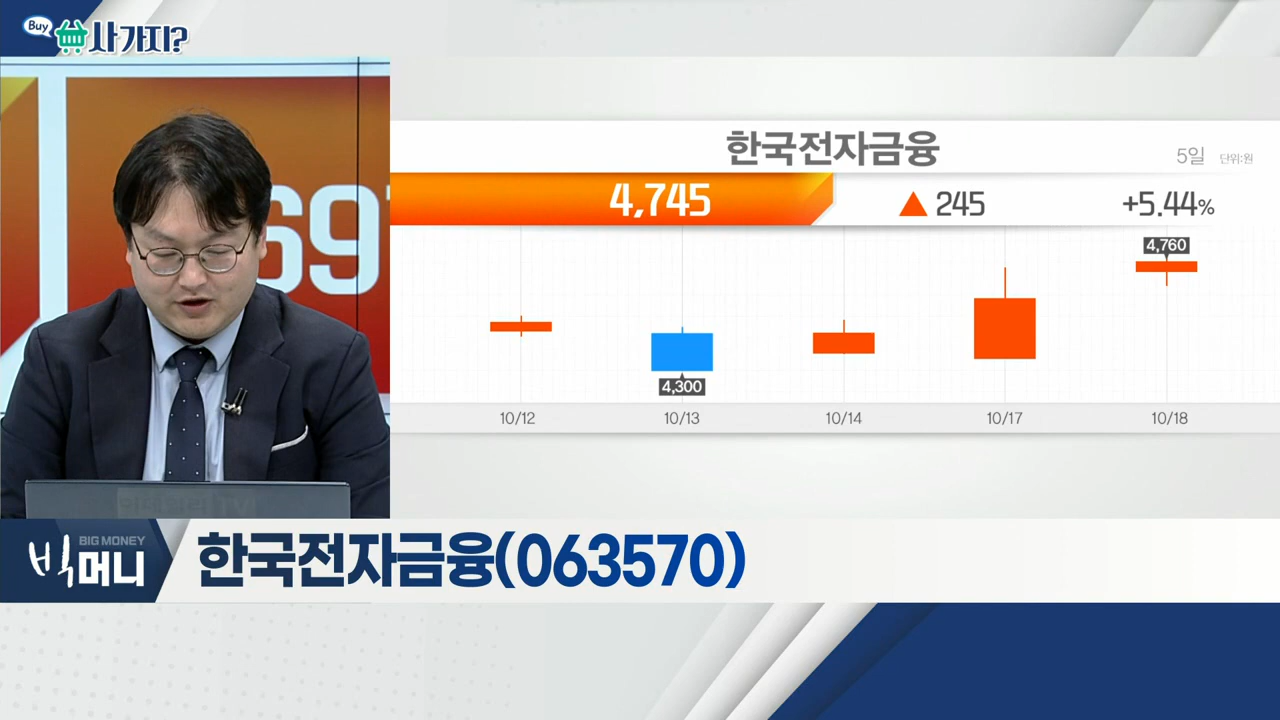 Buy
사가지?
697
한국전자금융
5일 단위:원
4,745 ▲ 245 +5.44%
4,760
4,300
10/12 10/13 10/14 10/17 10/18
BIG MONEY
빅머니
한국전자금융(063570)